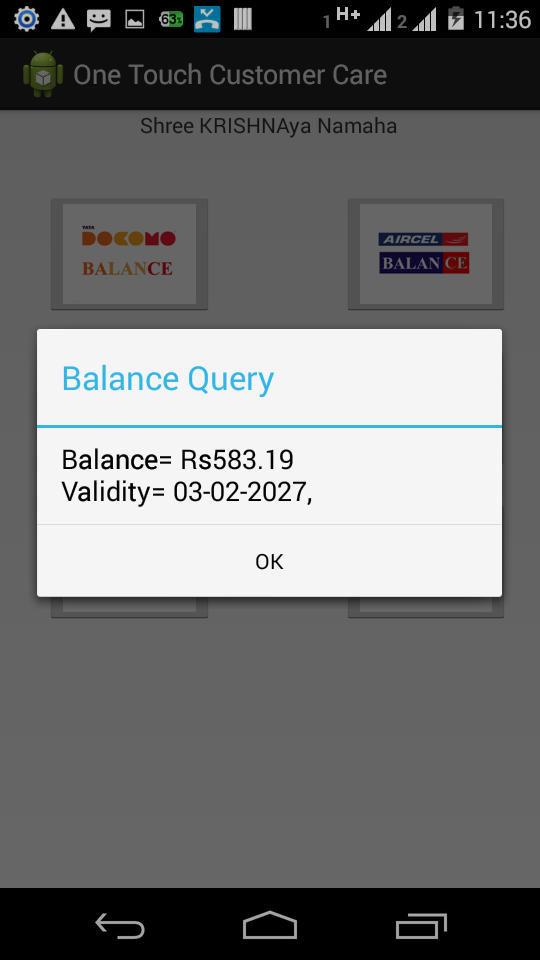 63%
1 H+ 2 11:36
One Touch Customer Care
Shree KRISHNAya Namaha
TATA
DOCOMO
BALANCE
AIRCEL
BALANCE
Balance Query
Balance= Rs583.19
Validity= 03-02-2027,
OK